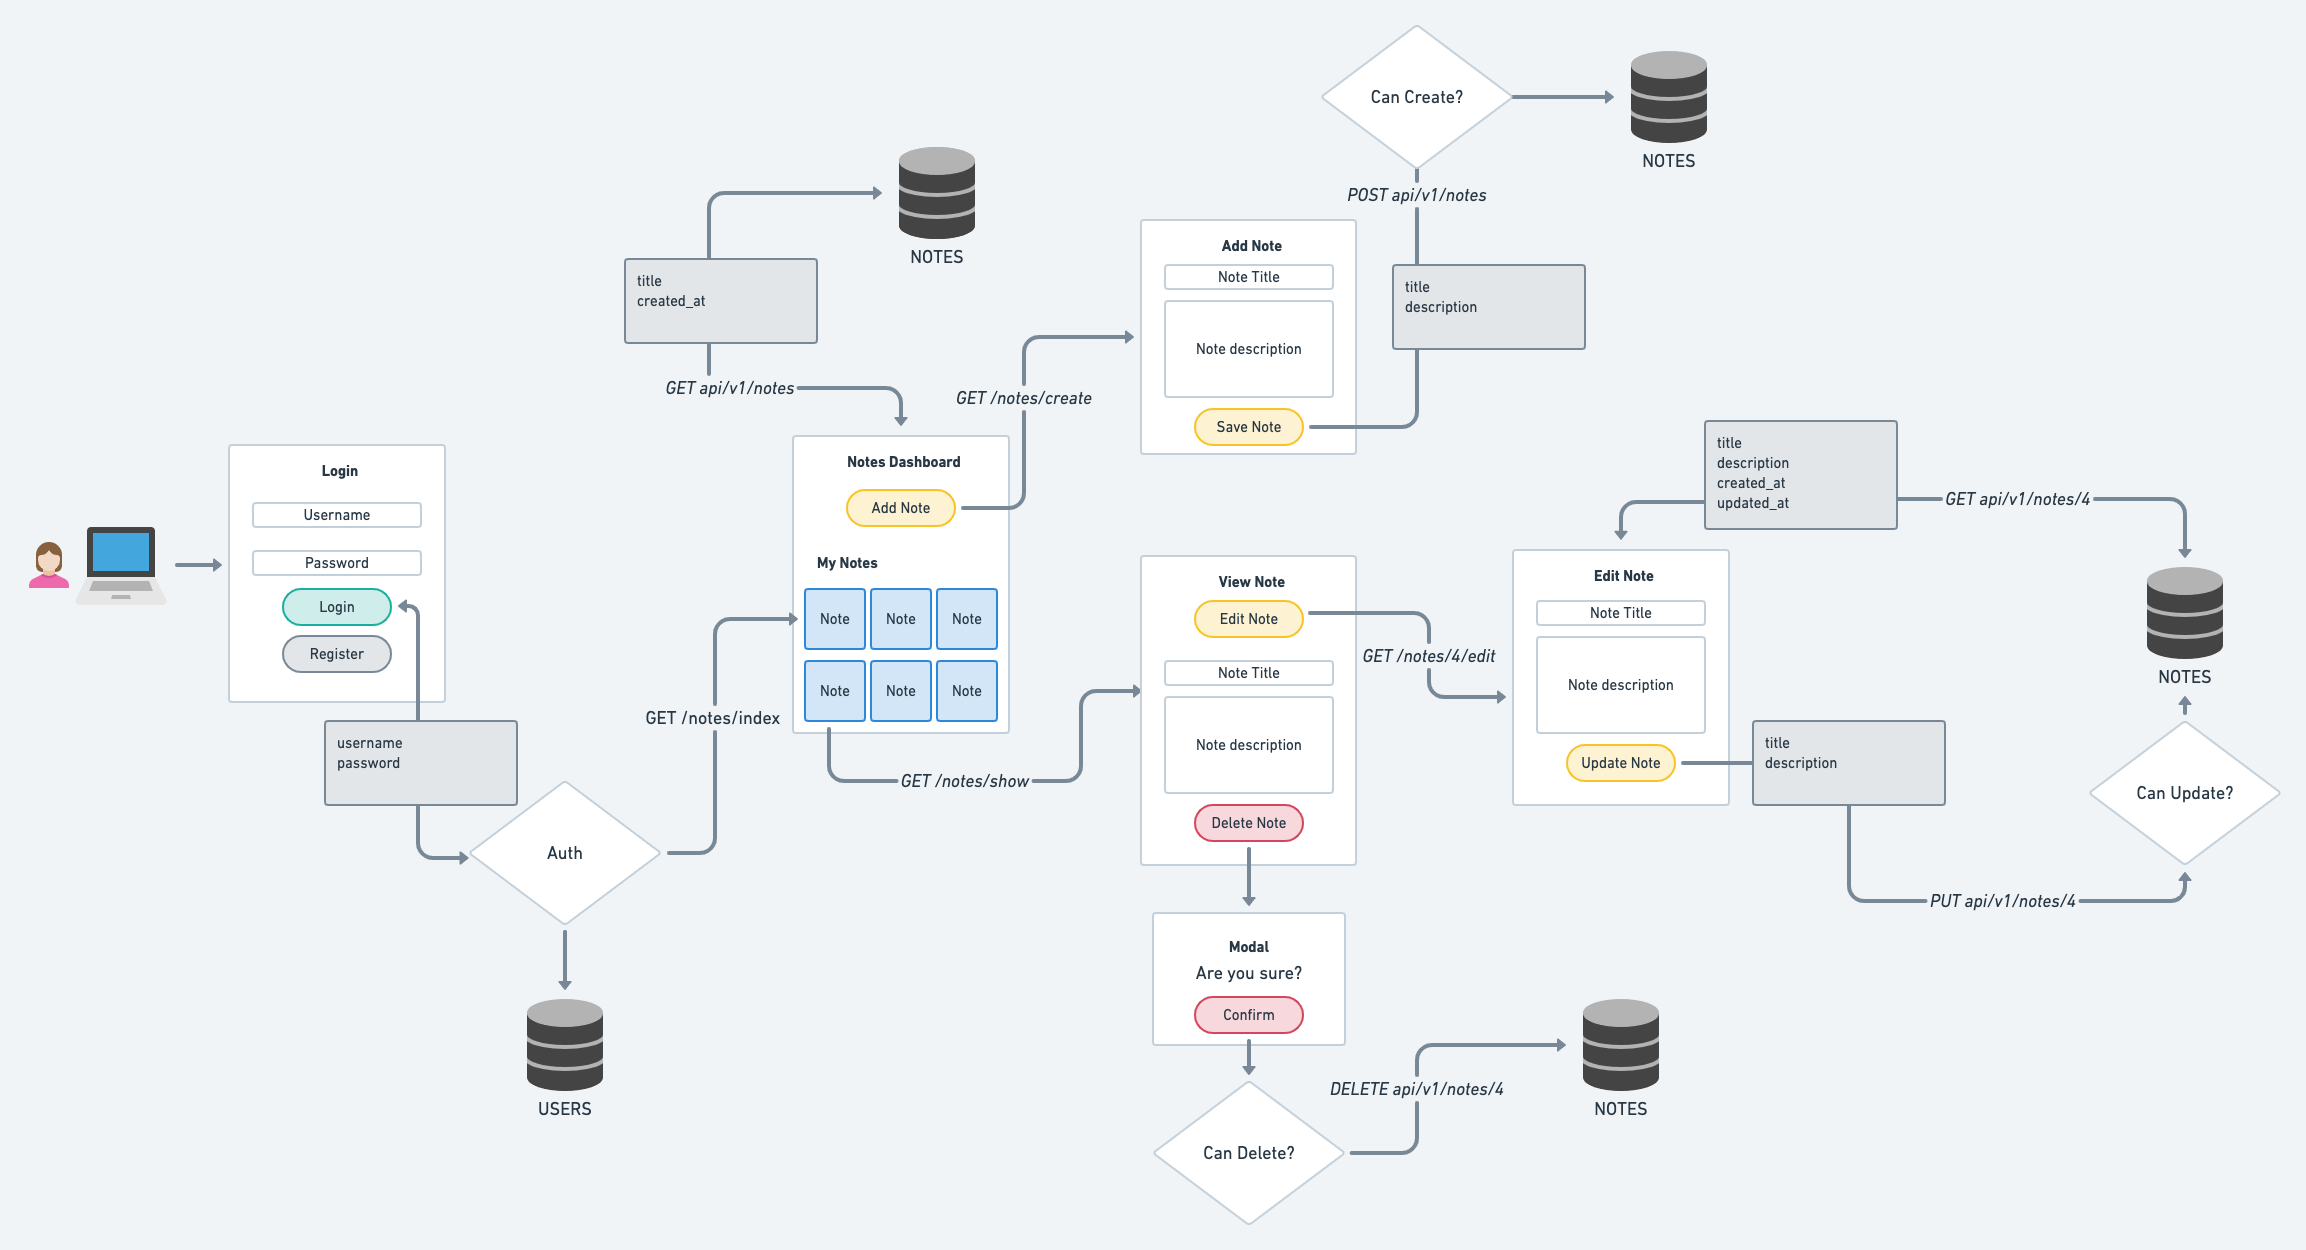 Login
Username
Password
Login
Register
username
password
Auth
USERS
GET /notes/index
NOTES
title
created_at
GET api/v1/notes
Notes Dashboard
Add Note
My Notes
Note Note Note
Note Note Note
GET /notes/create
GET /notes/show
Can Create?
NOTES
POST api/v1/notes
title
description
Add Note
Note Title
Note description
Save Note
View Note
Edit Note
Note Title
Note description
Delete Note
GET /notes/4/edit
Modal
Are you sure?
Confirm
Can Delete?
DELETE api/v1/notes/4
NOTES
title
description
created_at
updated_at
GET api/v1/notes/4
Edit Note
Note Title
Note description
Update Note
title
description
PUT api/v1/notes/4
Can Update?
NOTES